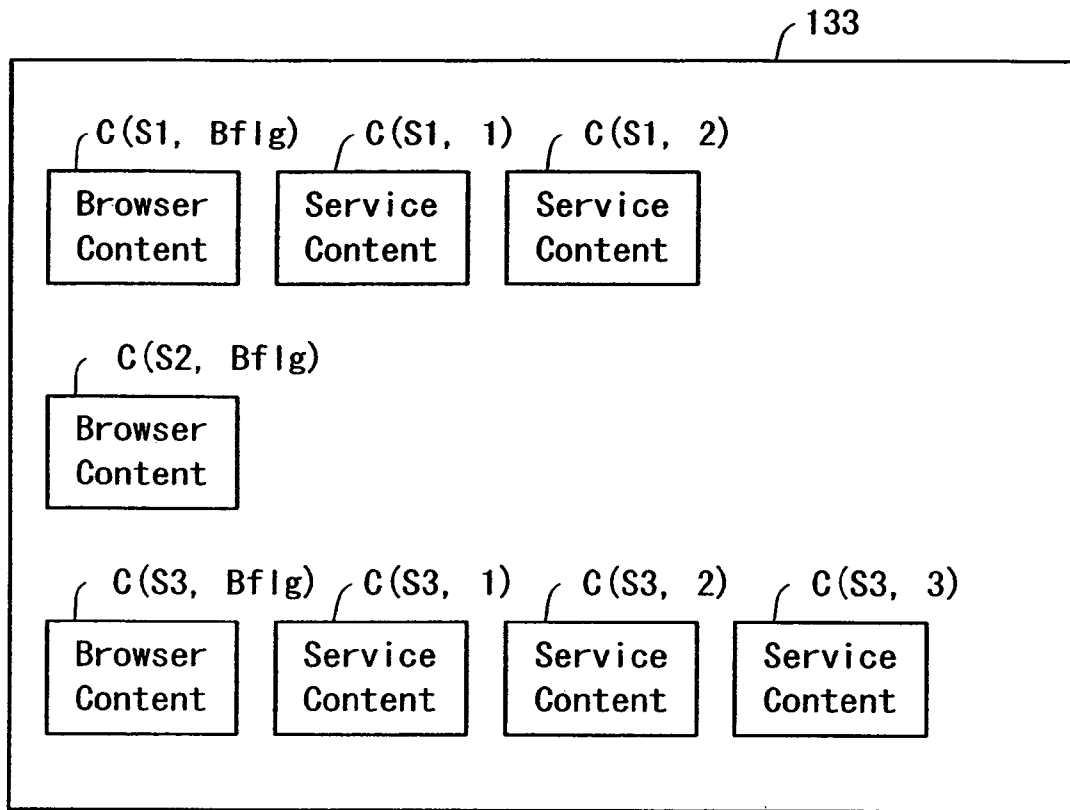 133
C(S1, Bflg) C(S1, 1) C(S1, 2)
Browser Service Service
Content Content Content
C(S2, Bflg)
Browser
Content
C(S3, Bflg) C(S3, 1) C(S3, 2) C(S3, 3)
Browser Service Service Service
Content Content Content Content